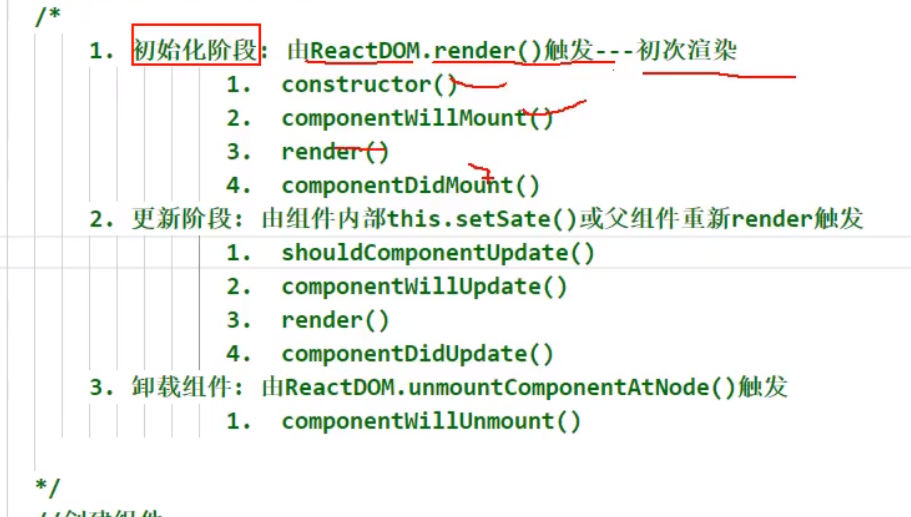 /*
1. 初始化阶段: 由ReactDOM.render()触发---初次渲染
1. constructor()
2. componentWillMount()
3. render()
4. componentDidMount()
2. 更新阶段: 由组件内部this.setSate()或父组件重新render触发
1. shouldComponentUpdate()
2. componentWillUpdate()
3. render()
4. componentDidUpdate()
3. 卸载组件: 由ReactDOM.unmountComponentAtNode()触发
1. componentWillUnmount()
*/
//创建组件